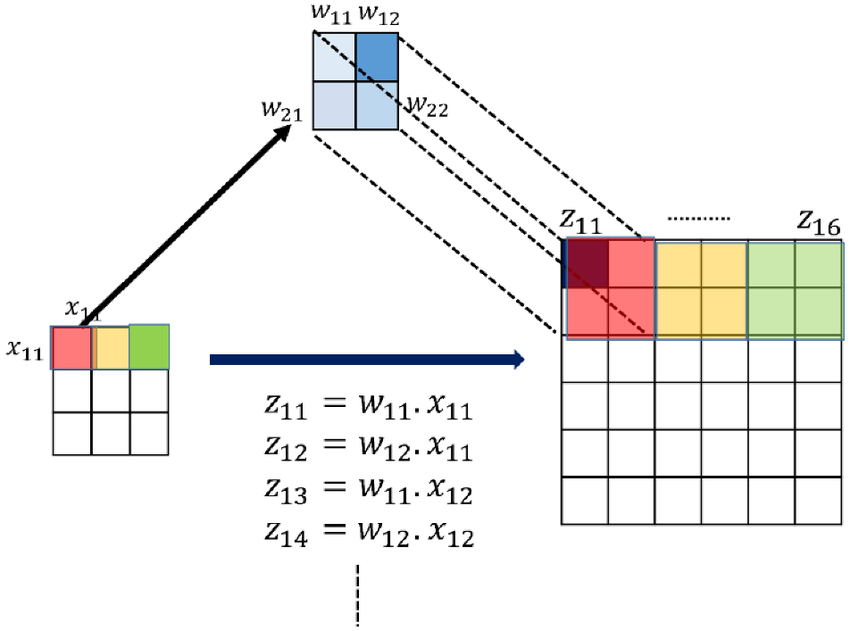 w₁₁ w₁₂
w₂₁ w₂₂
z₁₁ ........... z₁₆
x₁₁
x₁₁
z₁₁ = w₁₁. x₁₁
z₁₂ = w₁₂. x₁₁
z₁₃ = w₁₁. x₁₂
z₁₄ = w₁₂. x₁₂